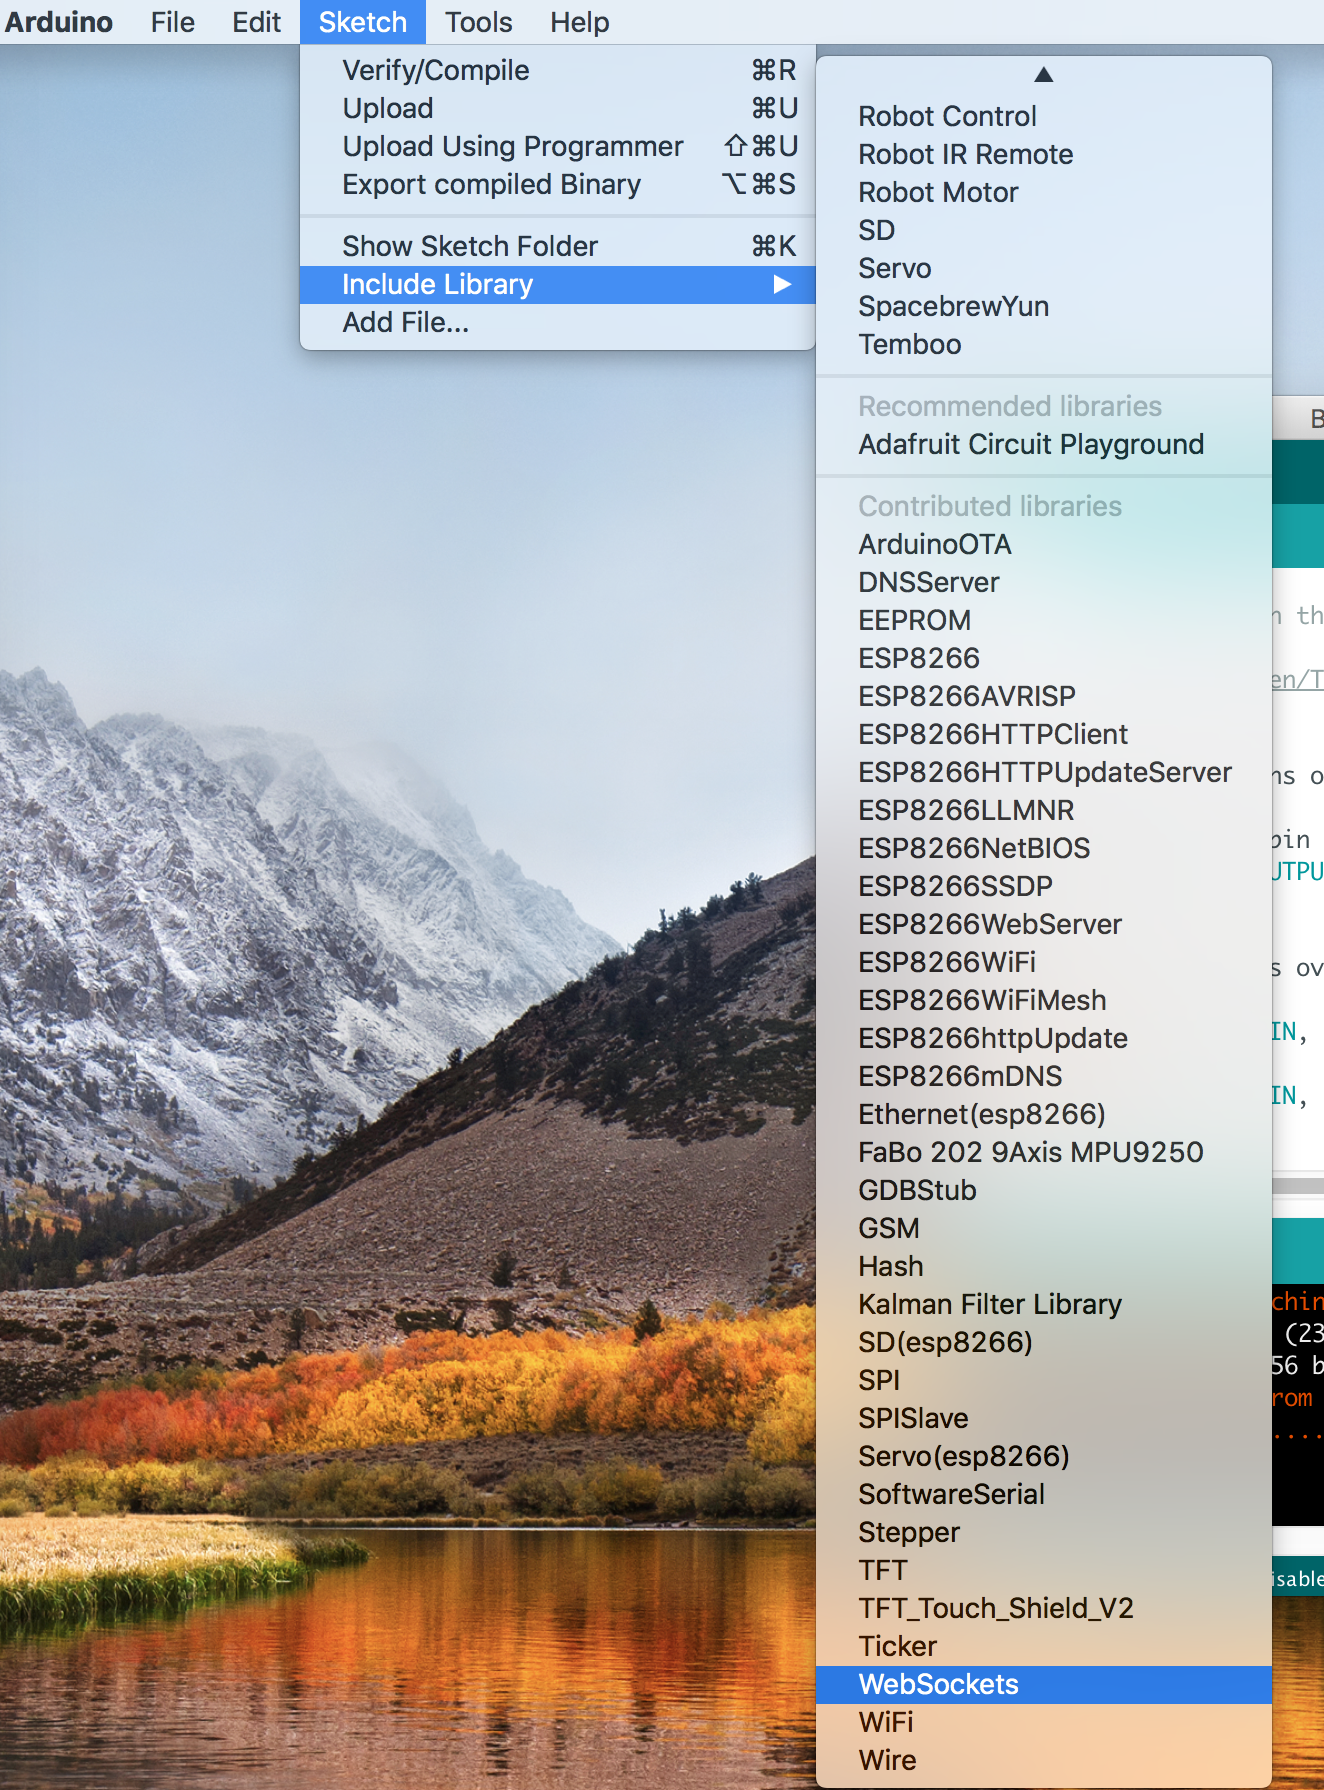 Arduino File Edit Sketch Tools Help
Verify/Compile ⌘R
Upload ⌘U
Upload Using Programmer ⇧⌘U
Export compiled Binary ⌥⌘S
Show Sketch Folder ⌘K
Include Library ▶
Add File...
▲
Robot Control
Robot IR Remote
Robot Motor
SD
Servo
SpacebrewYun
Temboo
Recommended libraries
Adafruit Circuit Playground
Contributed libraries
ArduinoOTA
DNSServer
EEPROM
ESP8266
ESP8266AVRISP
ESP8266HTTPClient
ESP8266HTTPUpdateServer
ESP8266LLMNR
ESP8266NetBIOS
ESP8266SSDP
ESP8266WebServer
ESP8266WiFi
ESP8266WiFiMesh
ESP8266httpUpdate
ESP8266mDNS
Ethernet(esp8266)
FaBo 202 9Axis MPU9250
GDBStub
GSM
Hash
Kalman Filter Library
SD(esp8266)
SPI
SPISlave
Servo(esp8266)
SoftwareSerial
Stepper
TFT
TFT_Touch_Shield_V2
Ticker
WebSockets
WiFi
Wire
B
th
en/T
ns o
pin
UTPU
s ov
IN,
IN,
chin
(23
56 b
rom
....
isable